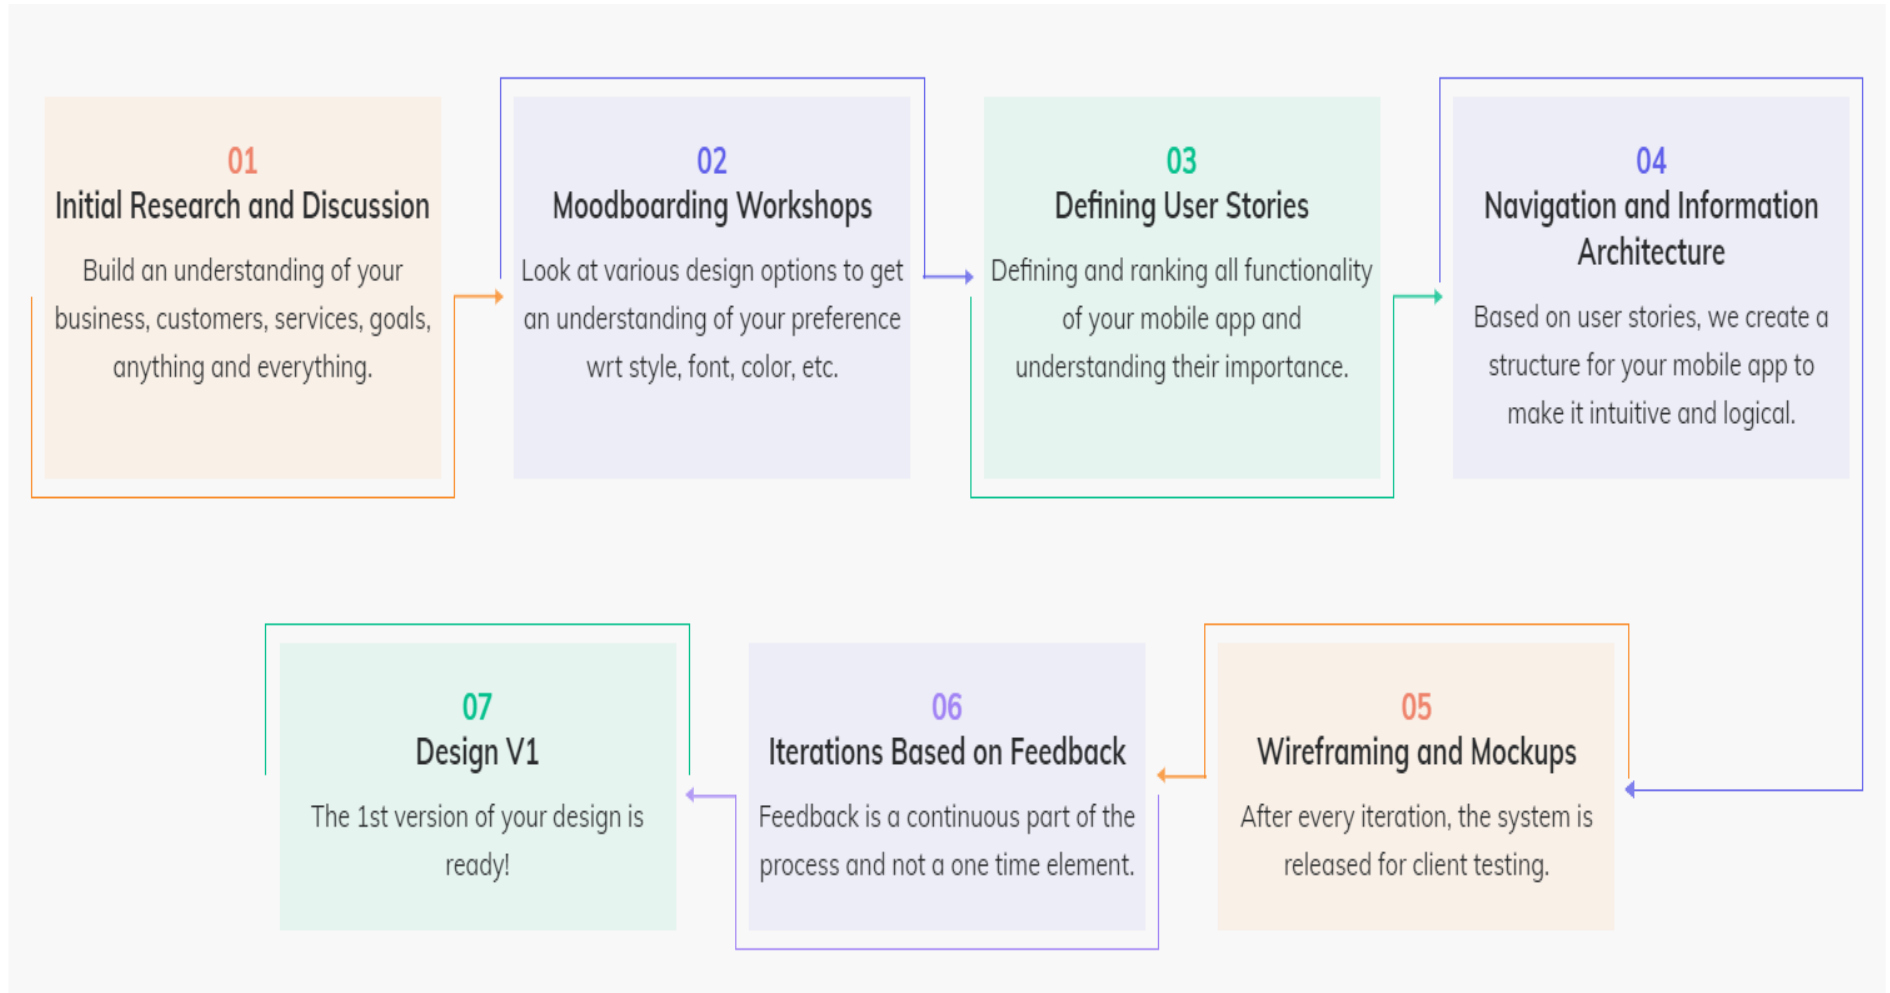 01
Initial Research and Discussion
Build an understanding of your
business, customers, services, goals,
anything and everything.
02
Moodboarding Workshops
Look at various design options to get
an understanding of your preference
wrt style, font, color, etc.
03
Defining User Stories
Defining and ranking all functionality
of your mobile app and
understanding their importance.
04
Navigation and Information
Architecture
Based on user stories, we create a
structure for your mobile app to
make it intuitive and logical.
05
Wireframing and Mockups
After every iteration, the system is
released for client testing.
06
Iterations Based on Feedback
Feedback is a continuous part of the
process and not a one time element.
07
Design V1
The 1st version of your design is
ready!